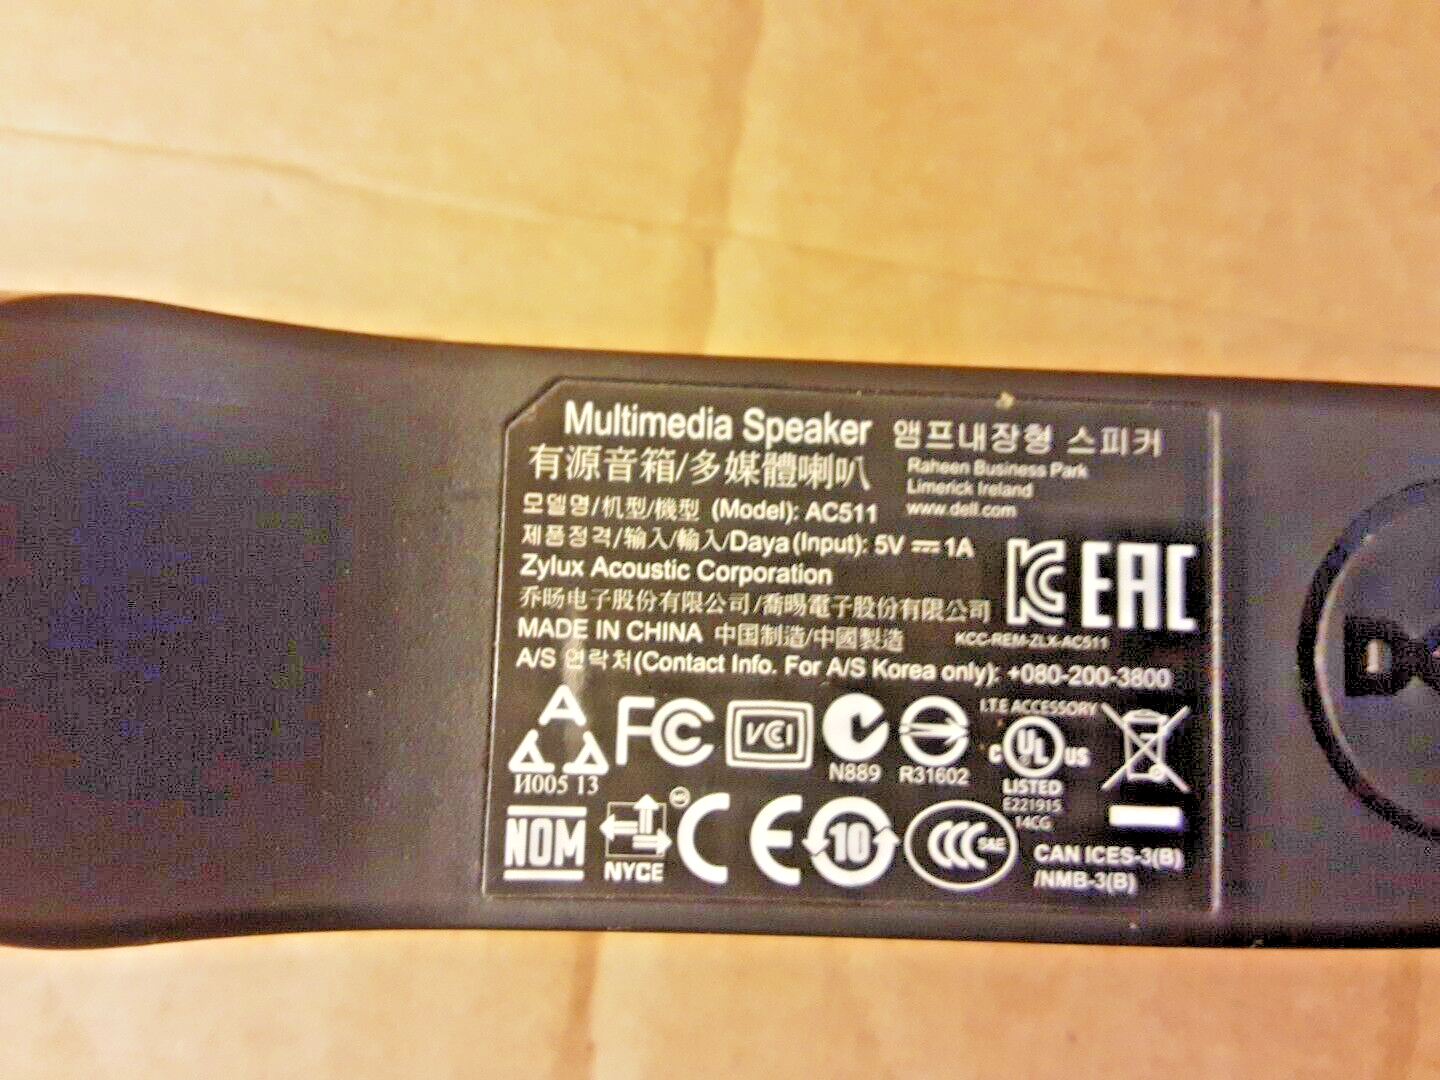 Multimedia Speaker 앰프내장형 스피커
有源音箱/多媒體喇叭
Raheen Business Park
Limerick Ireland
www.dell.com
모델명/机型/機型 (Model): AC511
제품정격/输入/輸入/Daya (Input): 5V ⎓ 1A
Zylux Acoustic Corporation
乔旸电子股份有限公司/喬暘電子股份有限公司
MADE IN CHINA 中国制造/中國製造
KC EAC
KCC-REM-ZLX-AC511
A/S 연락처(Contact Info. For A/S Korea only): +080-200-3800
И005 13
FC
VCI
N889
R31602
I.T.E ACCESSORY
C UL US
LISTED
E221915
14CG
NOM
NYCE
CE
10
CCC S&E
CAN ICES-3(B)
/NMB-3(B)